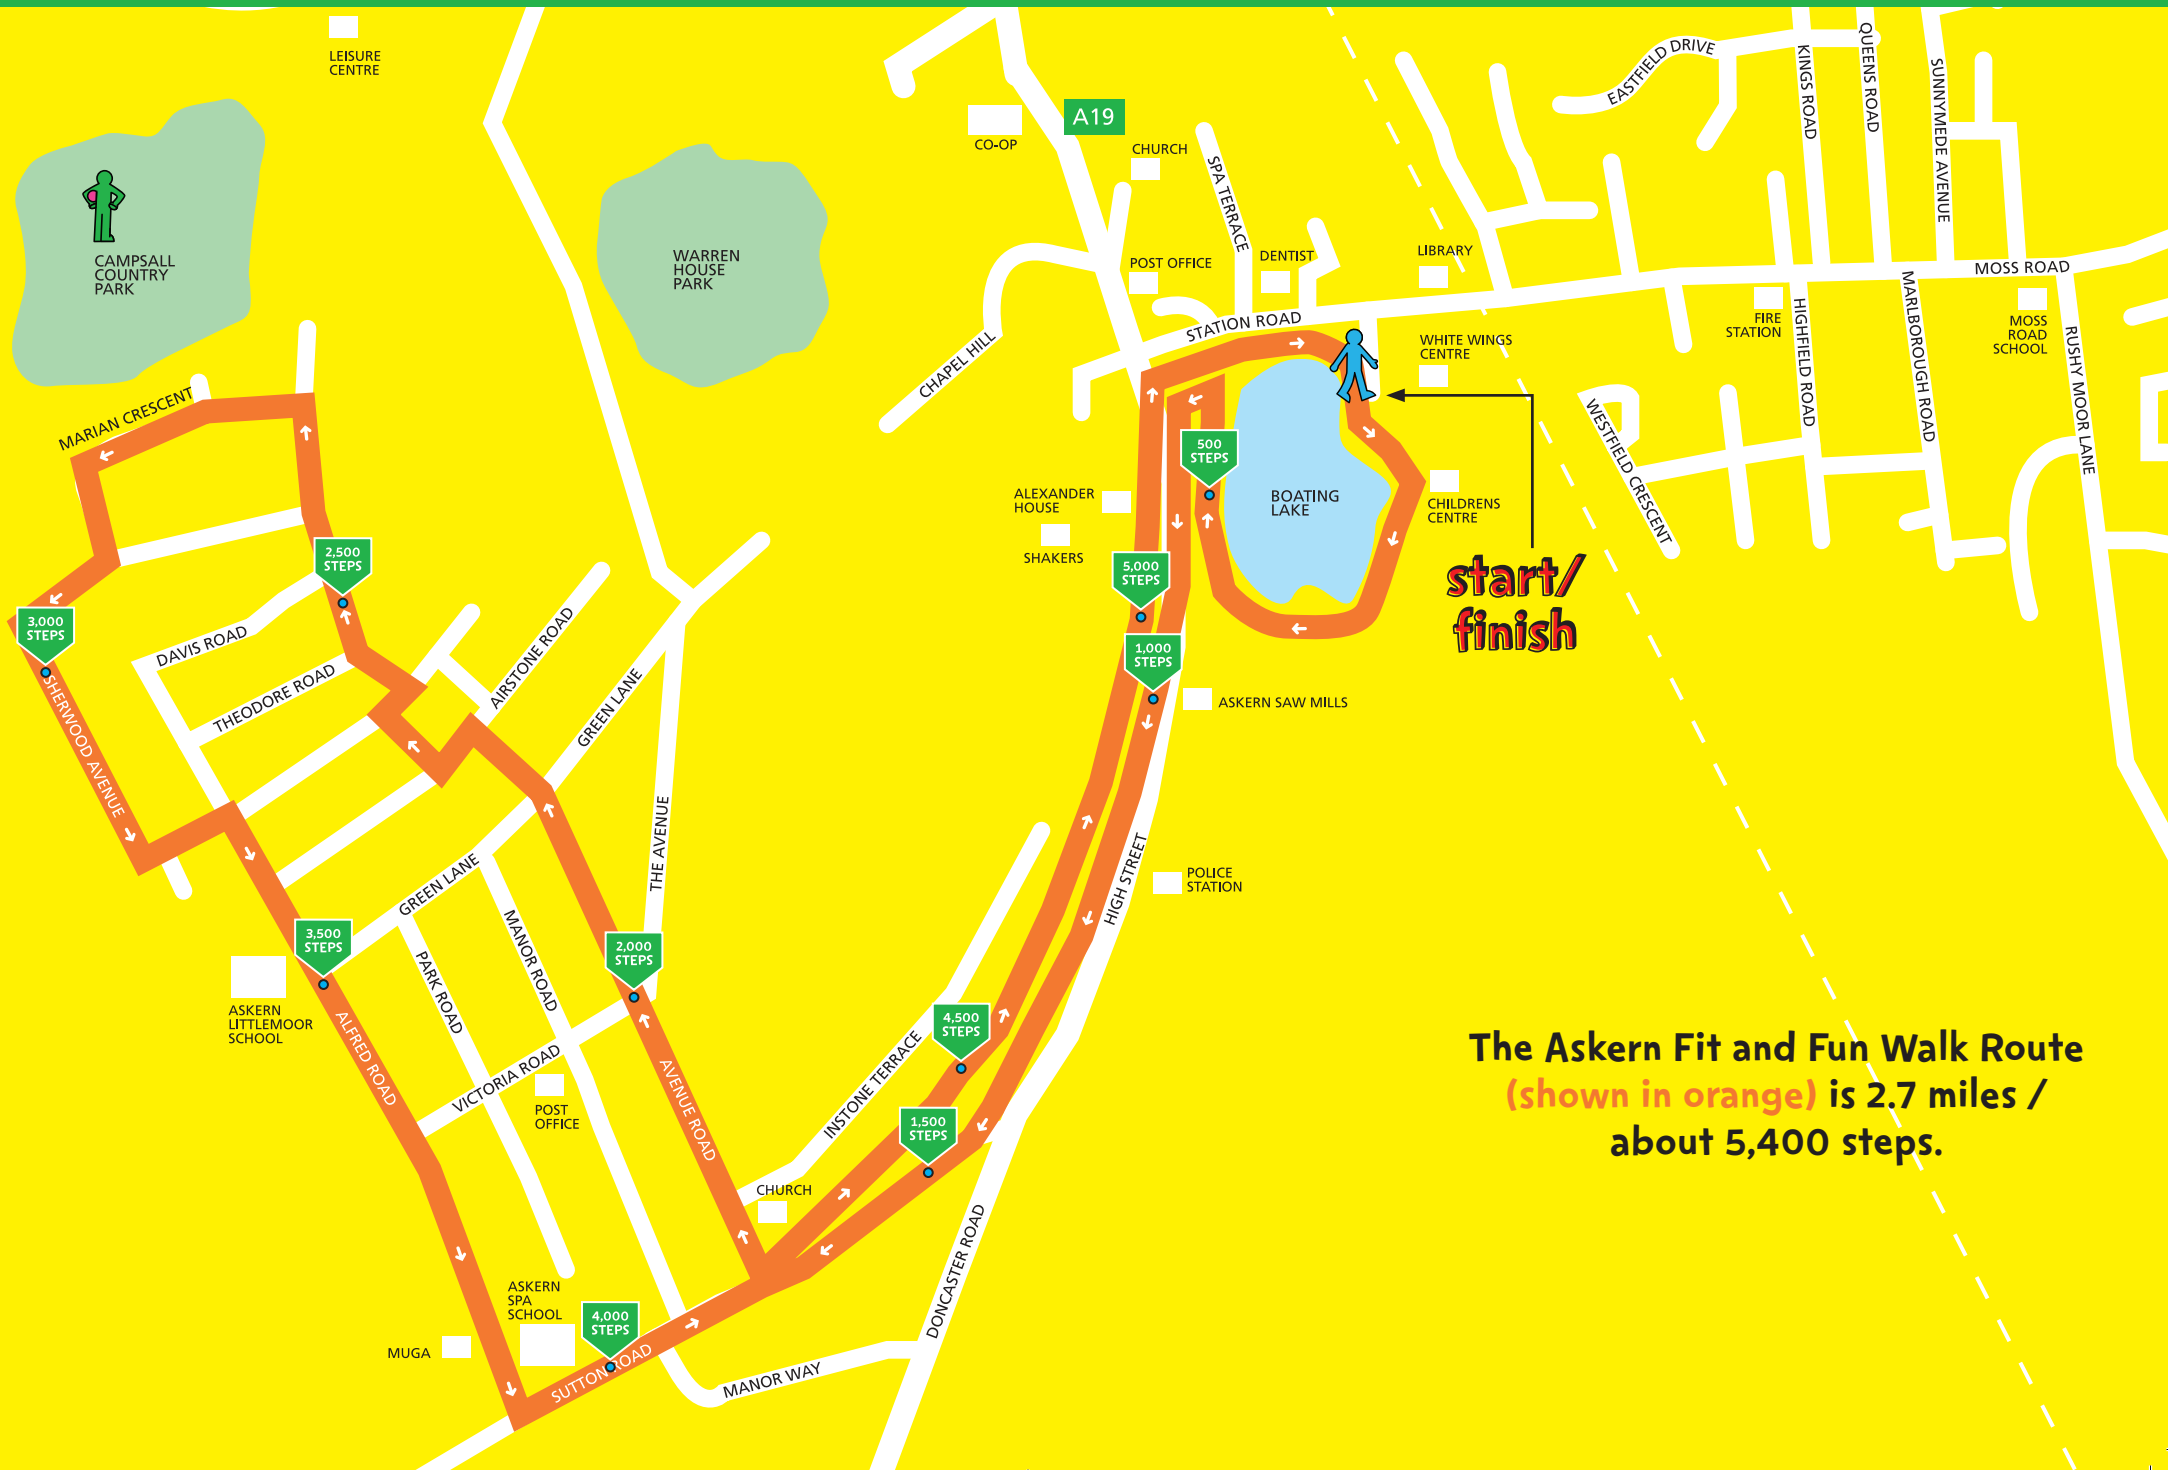 LEISURE
CENTRE
CAMPSALL
COUNTRY
PARK
WARREN
HOUSE
PARK
A19
CO-OP
CHURCH
SPA TERRACE
POST OFFICE
DENTIST
LIBRARY
STATION ROAD
CHAPEL HILL
WHITE WINGS
CENTRE
EASTFIELD DRIVE
KINGS ROAD
QUEENS ROAD
SUNNYMEDE AVENUE
MOSS ROAD
FIRE
STATION
HIGHFIELD ROAD
MARLBOROUGH ROAD
MOSS
ROAD
SCHOOL
RUSHY MOOR LANE
WESTFIELD CRESCENT
MARIAN CRESCENT
500
STEPS
BOATING
LAKE
ALEXANDER
HOUSE
SHAKERS
CHILDRENS
CENTRE
start/
finish
2,500
STEPS
5,000
STEPS
3,000
STEPS
1,000
STEPS
DAVIS ROAD
THEODORE ROAD
AIRSTONE ROAD
GREEN LANE
SHERWOOD AVENUE
ASKERN SAW MILLS
THE AVENUE
HIGH STREET
POLICE
STATION
GREEN LANE
3,500
STEPS
2,000
STEPS
PARK ROAD
MANOR ROAD
ASKERN
LITTLEMOOR
SCHOOL
ALFRED ROAD
VICTORIA ROAD
POST
OFFICE
AVENUE ROAD
INSTONE TERRACE
4,500
STEPS
1,500
STEPS
The Askern Fit and Fun Walk Route
(shown in orange) is 2.7 miles /
about 5,400 steps.
CHURCH
DONCASTER ROAD
ASKERN
SPA
SCHOOL
4,000
STEPS
MUGA
SUTTON ROAD
MANOR WAY